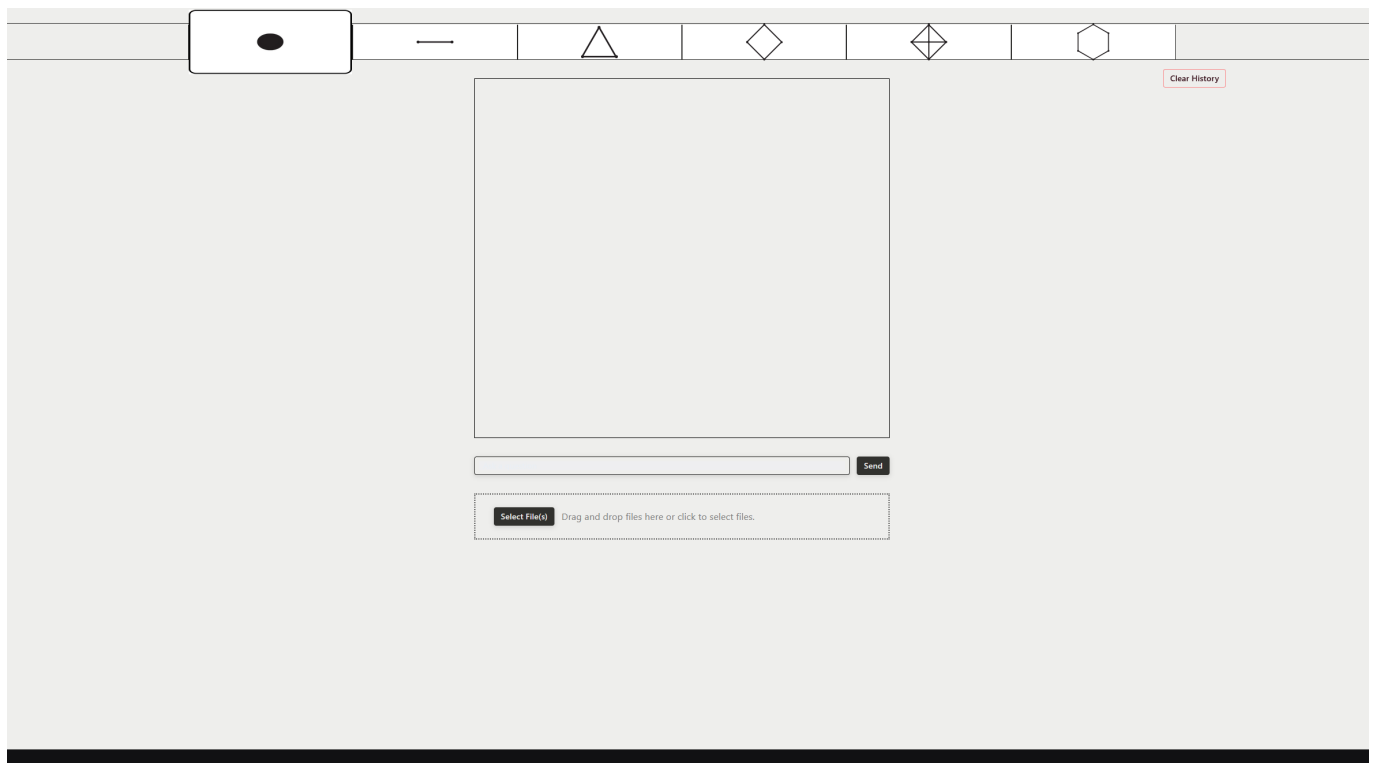 Clear History
Send
Select File(s) Drag and drop files here or click to select files.